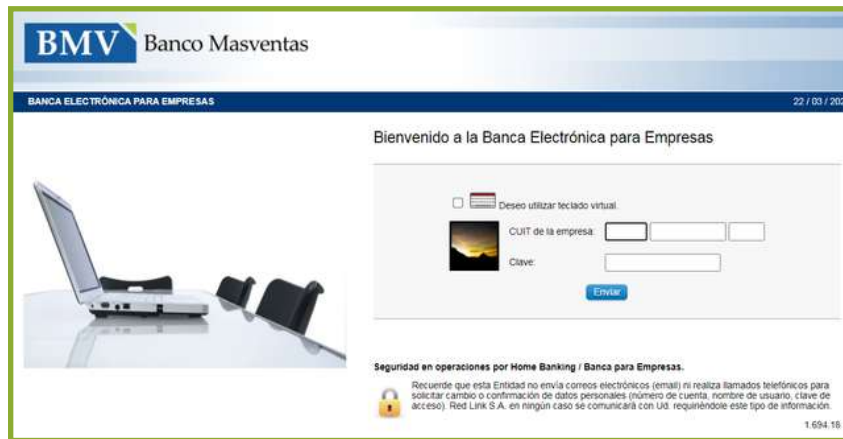 BMV Banco Masventas
BANCA ELECTRÓNICA PARA EMPRESAS
22 / 03 / 202
Bienvenido a la Banca Electrónica para Empresas
Deseo utilizar teclado virtual.
CUIT de la empresa:
Clave:
Enviar
Seguridad en operaciones por Home Banking / Banca para Empresas.
Recuerde que esta Entidad no envía correos electrónicos (email) ni realiza llamados telefónicos para
solicitar cambio o confirmación de datos personales (número de cuenta, nombre de usuario, clave de
acceso). Red Link S.A. en ningún caso se comunicará con Ud. requiriéndole este tipo de información.
1.694.18